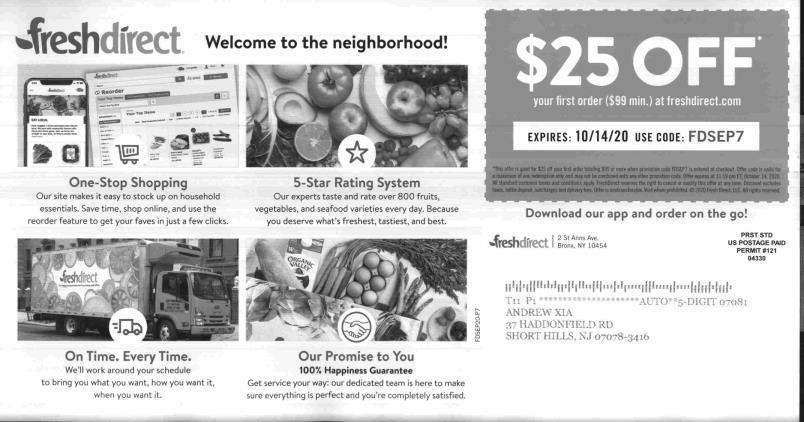 freshdirect.
Welcome to the neighborhood!
Reorder
One-Stop Shopping
Our site makes it easy to stock up on household
essentials. Save time, shop online, and use the
reorder feature to get your faves in just a few clicks.
5-Star Rating System
Our experts taste and rate over 800 fruits,
vegetables, and seafood varieties every day. Because
you deserve what's freshest, tastiest, and best.
freshdirect
On Time. Every Time.
We'll work around your schedule
to bring you what you want, how you want it,
when you want it.
ORGANIC
VALLEY
Our Promise to You
100% Happiness Guarantee
Get service your way: our dedicated team is here to make
sure everything is perfect and you're completely satisfied.
FDSEP20-P7
$25 OFF*
your first order ($99 min.) at freshdirect.com
EXPIRES: 10/14/20 USE CODE: FDSEP7
*This offer is good for $25 off your first order totaling $99 or more when promotion code FDSEP7 is entered at checkout. Offer code is valid for
a maximum of one redemption only and may not be combined with any other promotion code. Offer expires at 11:59 pm ET, October 14, 2020.
All standard customer terms and conditions apply. FreshDirect reserves the right to cancel or modify this offer at any time. Discount excludes
taxes, bottle deposit, surcharges and delivery fees. Offer is nontransferable. Void where prohibited. © 2020 Fresh Direct, LLC. All rights reserved.
Download our app and order on the go!
freshdirect
2 St Anns Ave.
Bronx, NY 10454
PRST STD
US POSTAGE PAID
PERMIT #121
04330
T11 P1 **********************AUTO**5-DIGIT 07081
ANDREW XIA
37 HADDONFIELD RD
SHORT HILLS, NJ 07078-3416